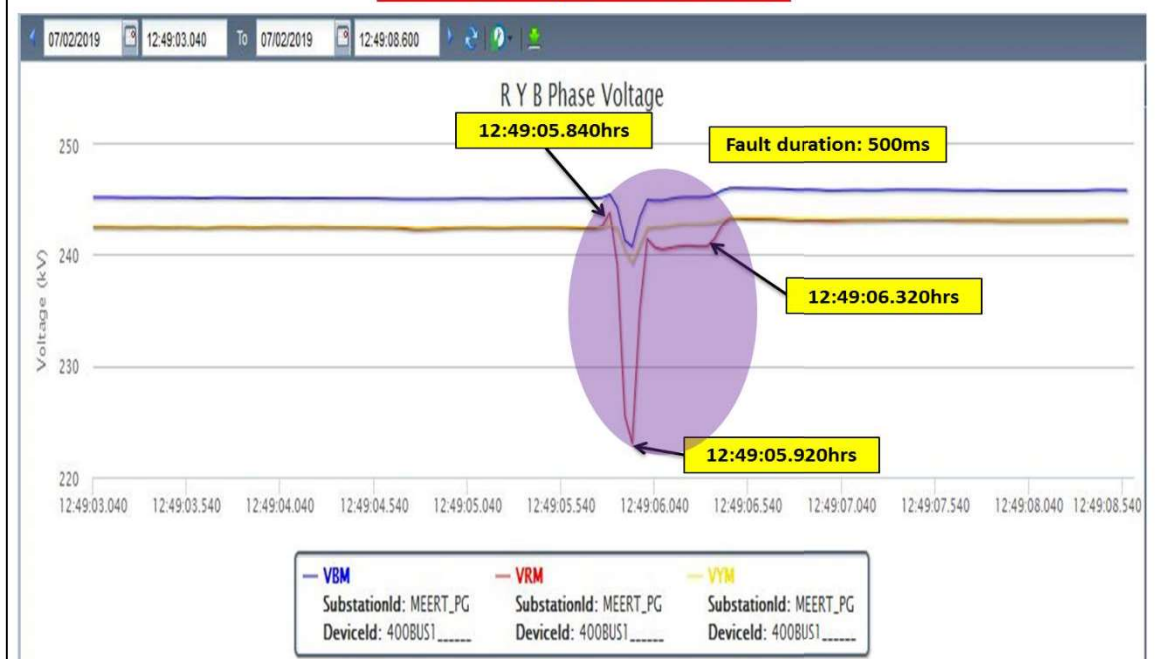 07/02/2019 12:49:03.040 To 07/02/2019 12:49:08.600
R Y B Phase Voltage
12:49:05.840hrs
Fault duration: 500ms
250
240
12:49:06.320hrs
Voltage (kV)
230
12:49:05.920hrs
220
12:49:03.040 12:49:03.540 12:49:04.040 12:49:04.540 12:49:05.040 12:49:05.540 12:49:06.040 12:49:06.540 12:49:07.040 12:49:07.540 12:49:08.040 12:49:08.540
VBM VRM VYM
SubstationId: MEERT_PG SubstationId: MEERT_PG SubstationId: MEERT_PG
DeviceId: 400BUS1______ DeviceId: 400BUS1______ DeviceId: 400BUS1______